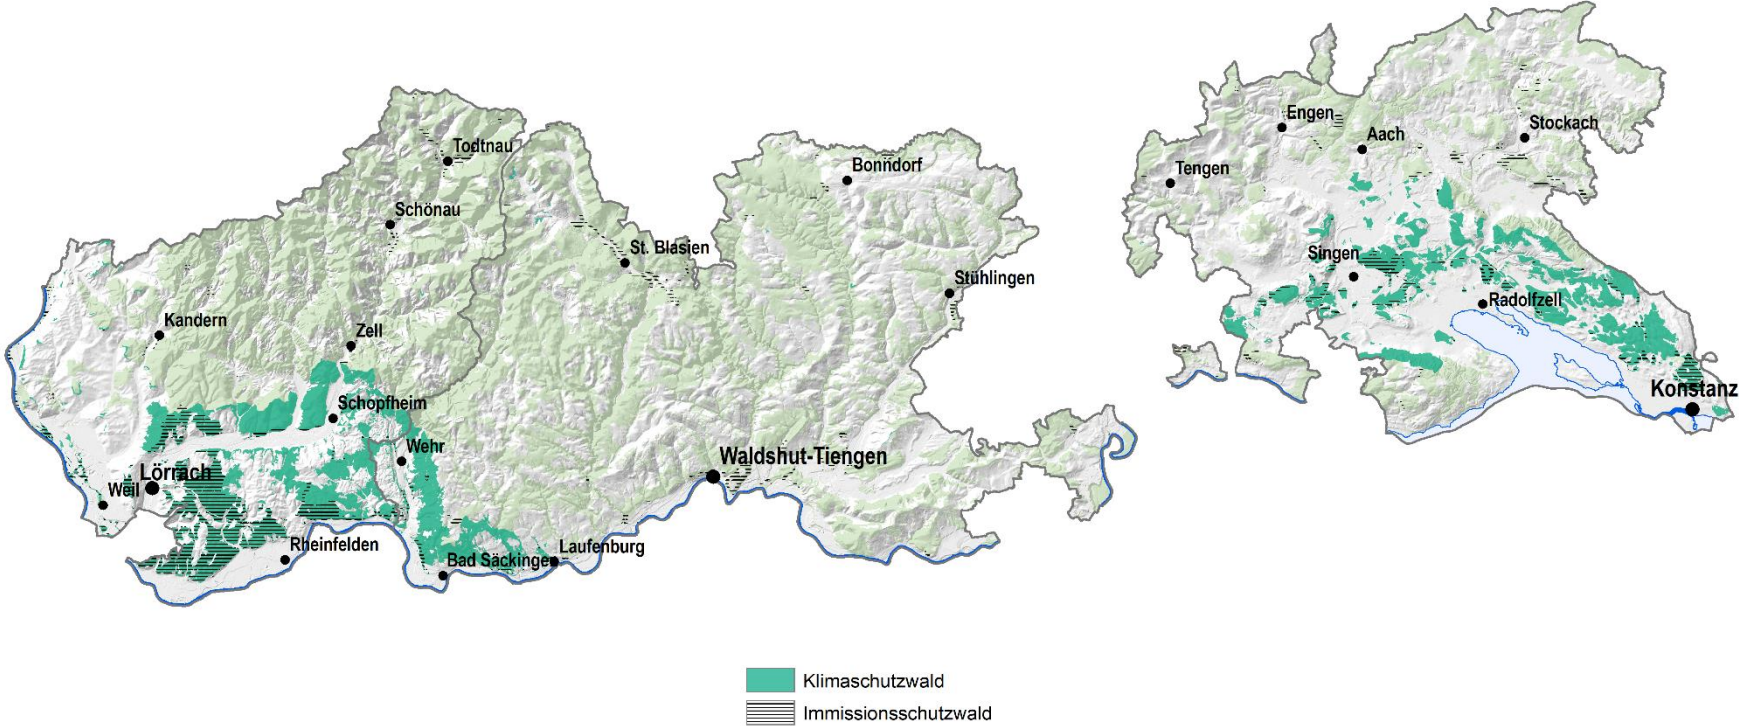 Engen
Stockach
Aach
Todtnau
Bonndorf
Tengen
Schönau
St. Blasien
Singen
Stühlingen
Radolfzell
Kandern
Zell
Konstanz
Schopfheim
Wehr
Waldshut-Tiengen
Lörrach
Weil
Rheinfelden
Laufenburg
Bad Säckingen
Klimaschutzwald
Immissionsschutzwald